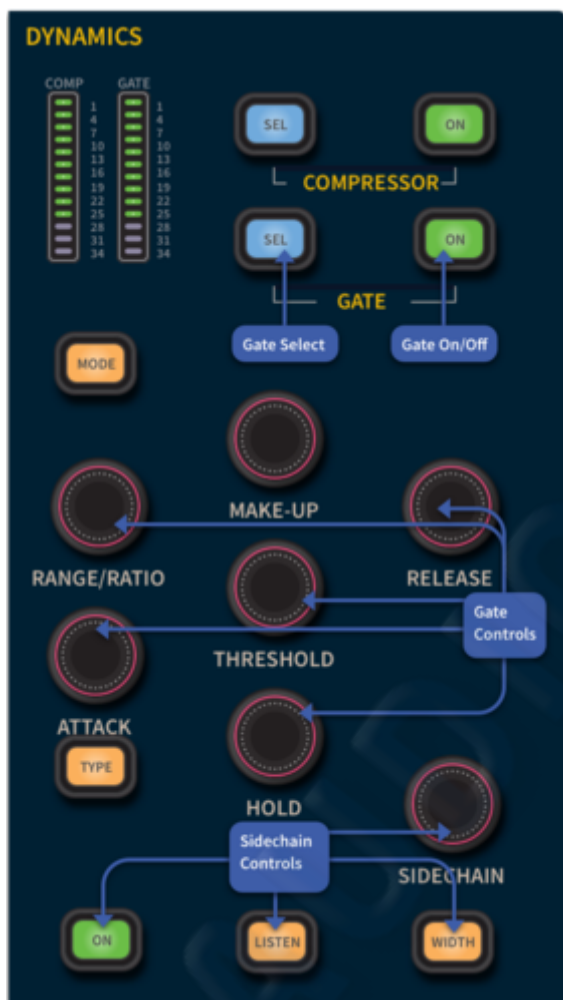 DYNAMICS
COMP GATE
1 1
4 4
7 7
10 10
13 13
16 16
19 19
22 22
25 25
28 28
31 31
34 34
SEL ON
COMPRESSOR
SEL ON
GATE
Gate Select Gate On/Off
MODE
MAKE-UP
RANGE/RATIO RELEASE
Gate
Controls
THRESHOLD
ATTACK
TYPE
HOLD
Sidechain
Controls
SIDECHAIN
ON LISTEN WIDTH